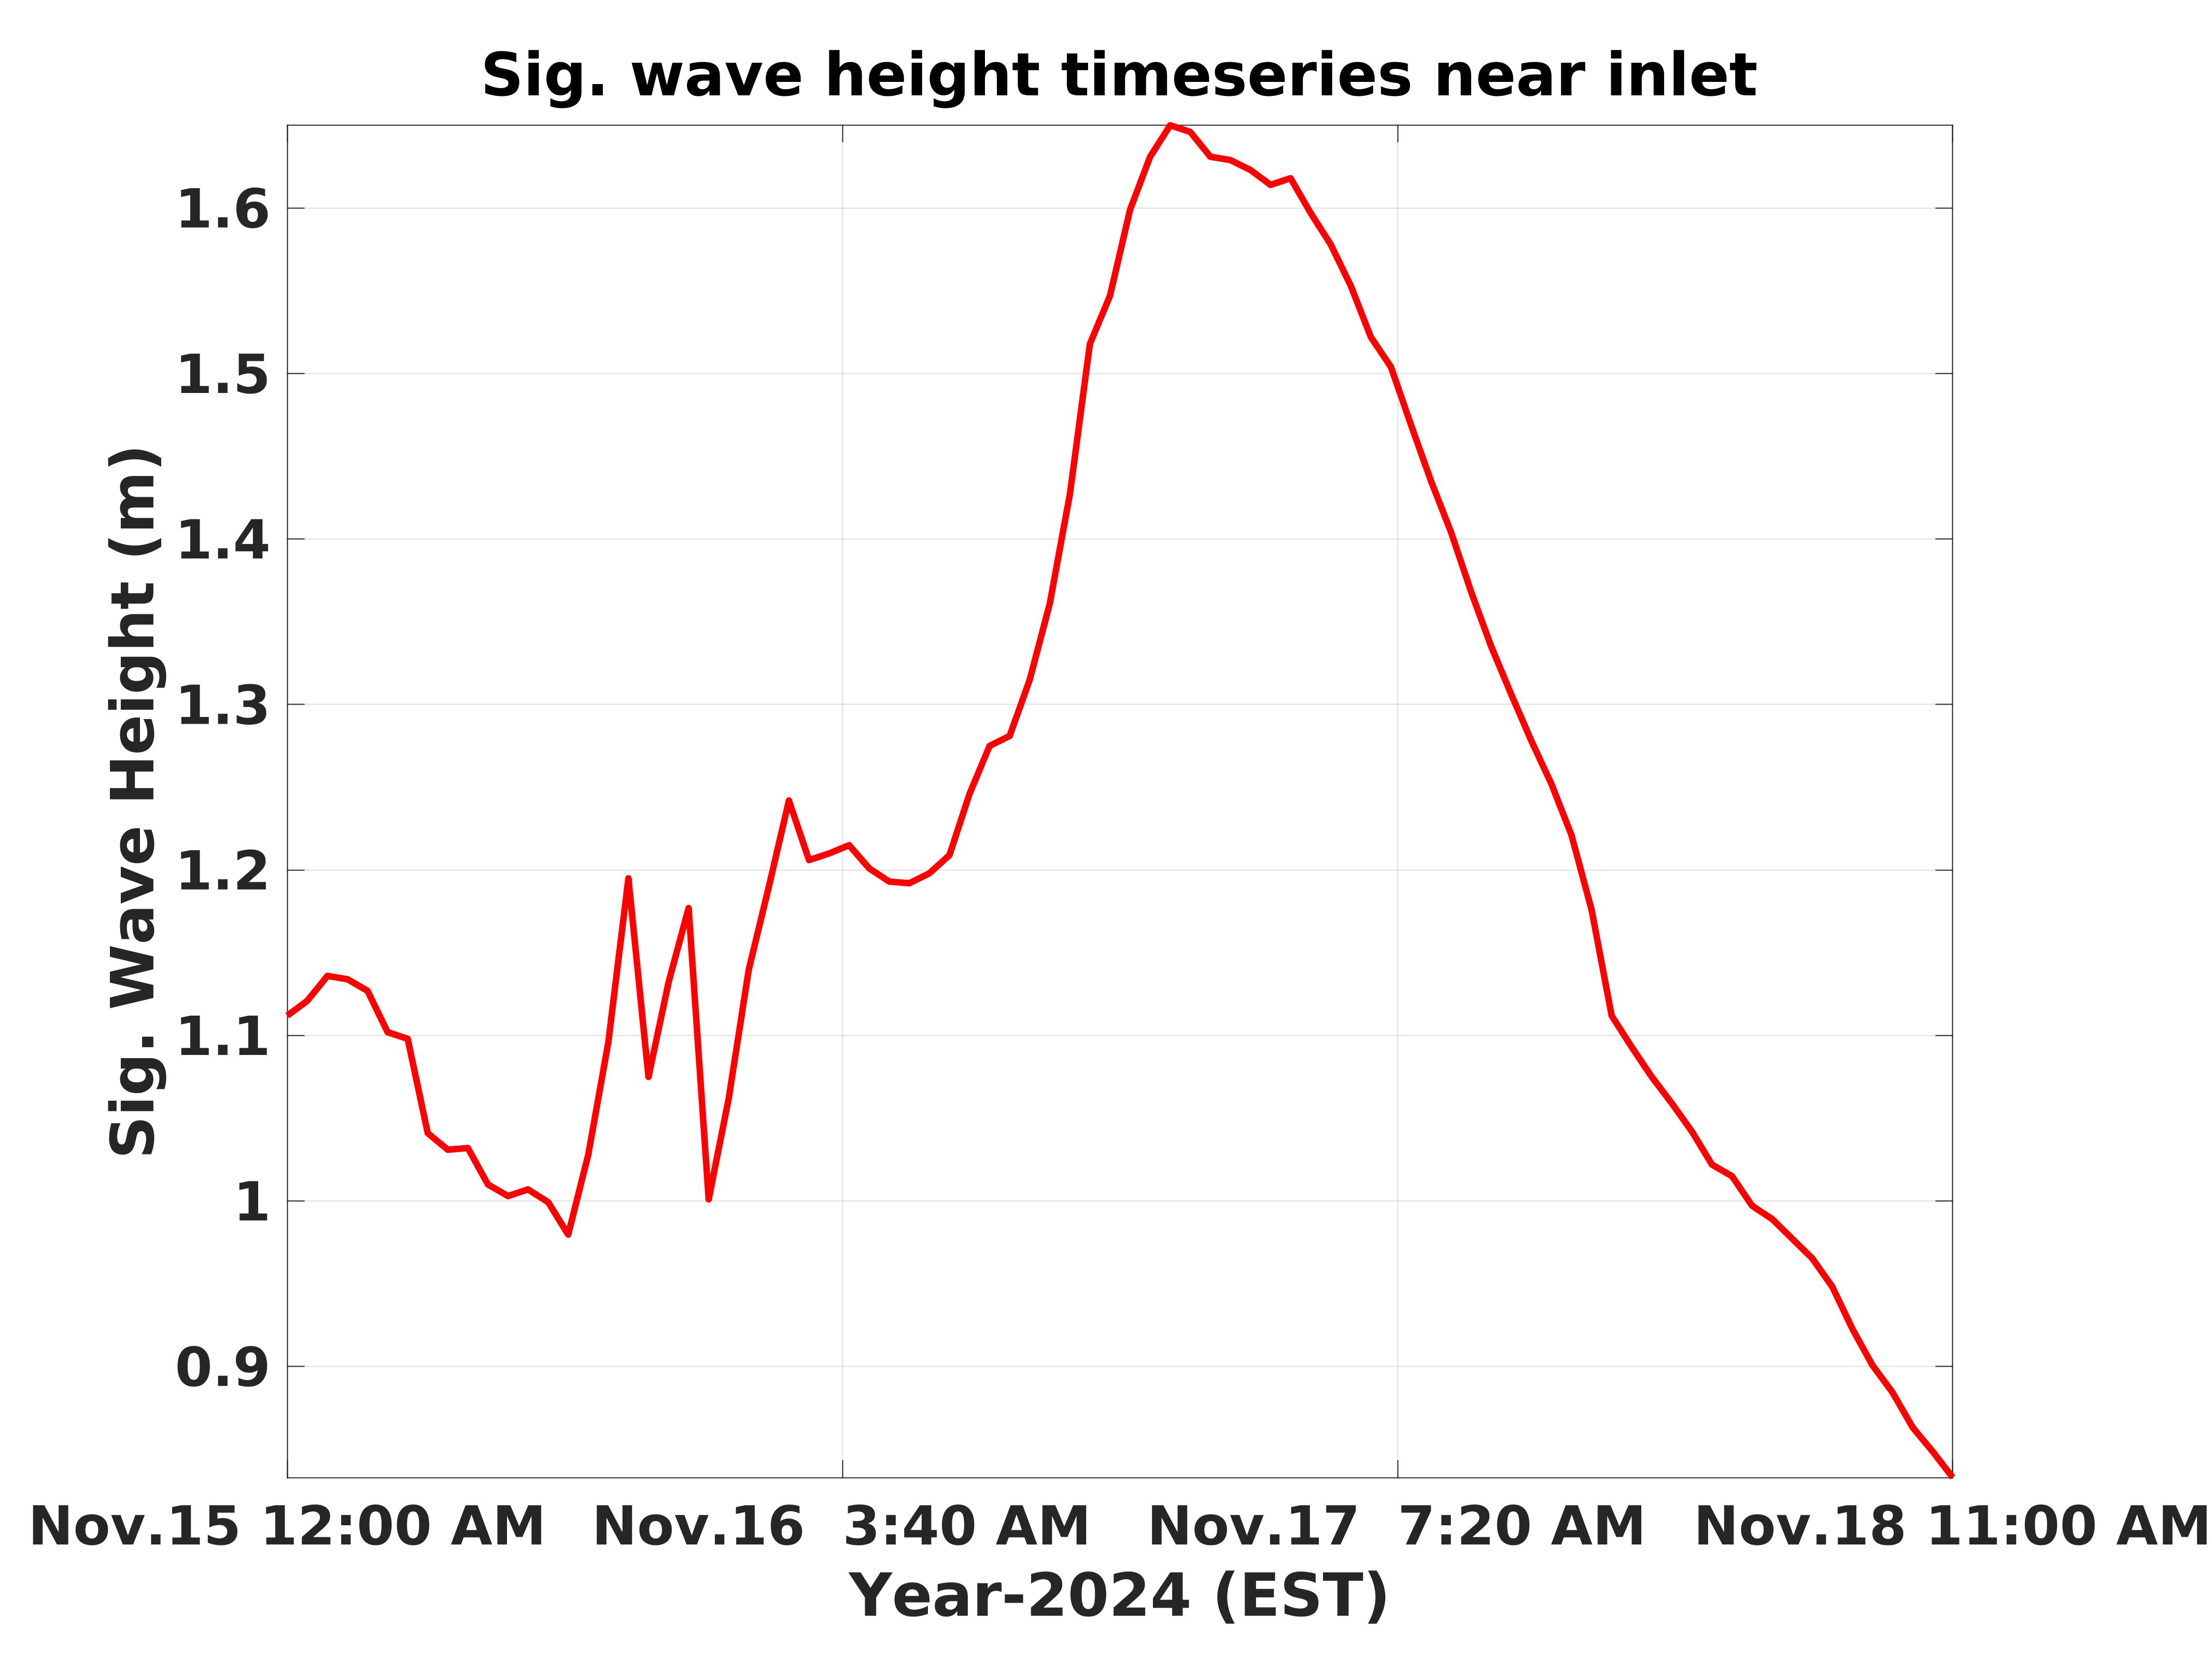 Sig. wave height timeseries near inlet
Sig. Wave Height (m)
1.6
1.5
1.4
1.3
1.2
1.1
1
0.9
Nov.15 12:00 AM Nov.16 3:40 AM Nov.17 7:20 AM Nov.18 11:00 AM
Year-2024 (EST)